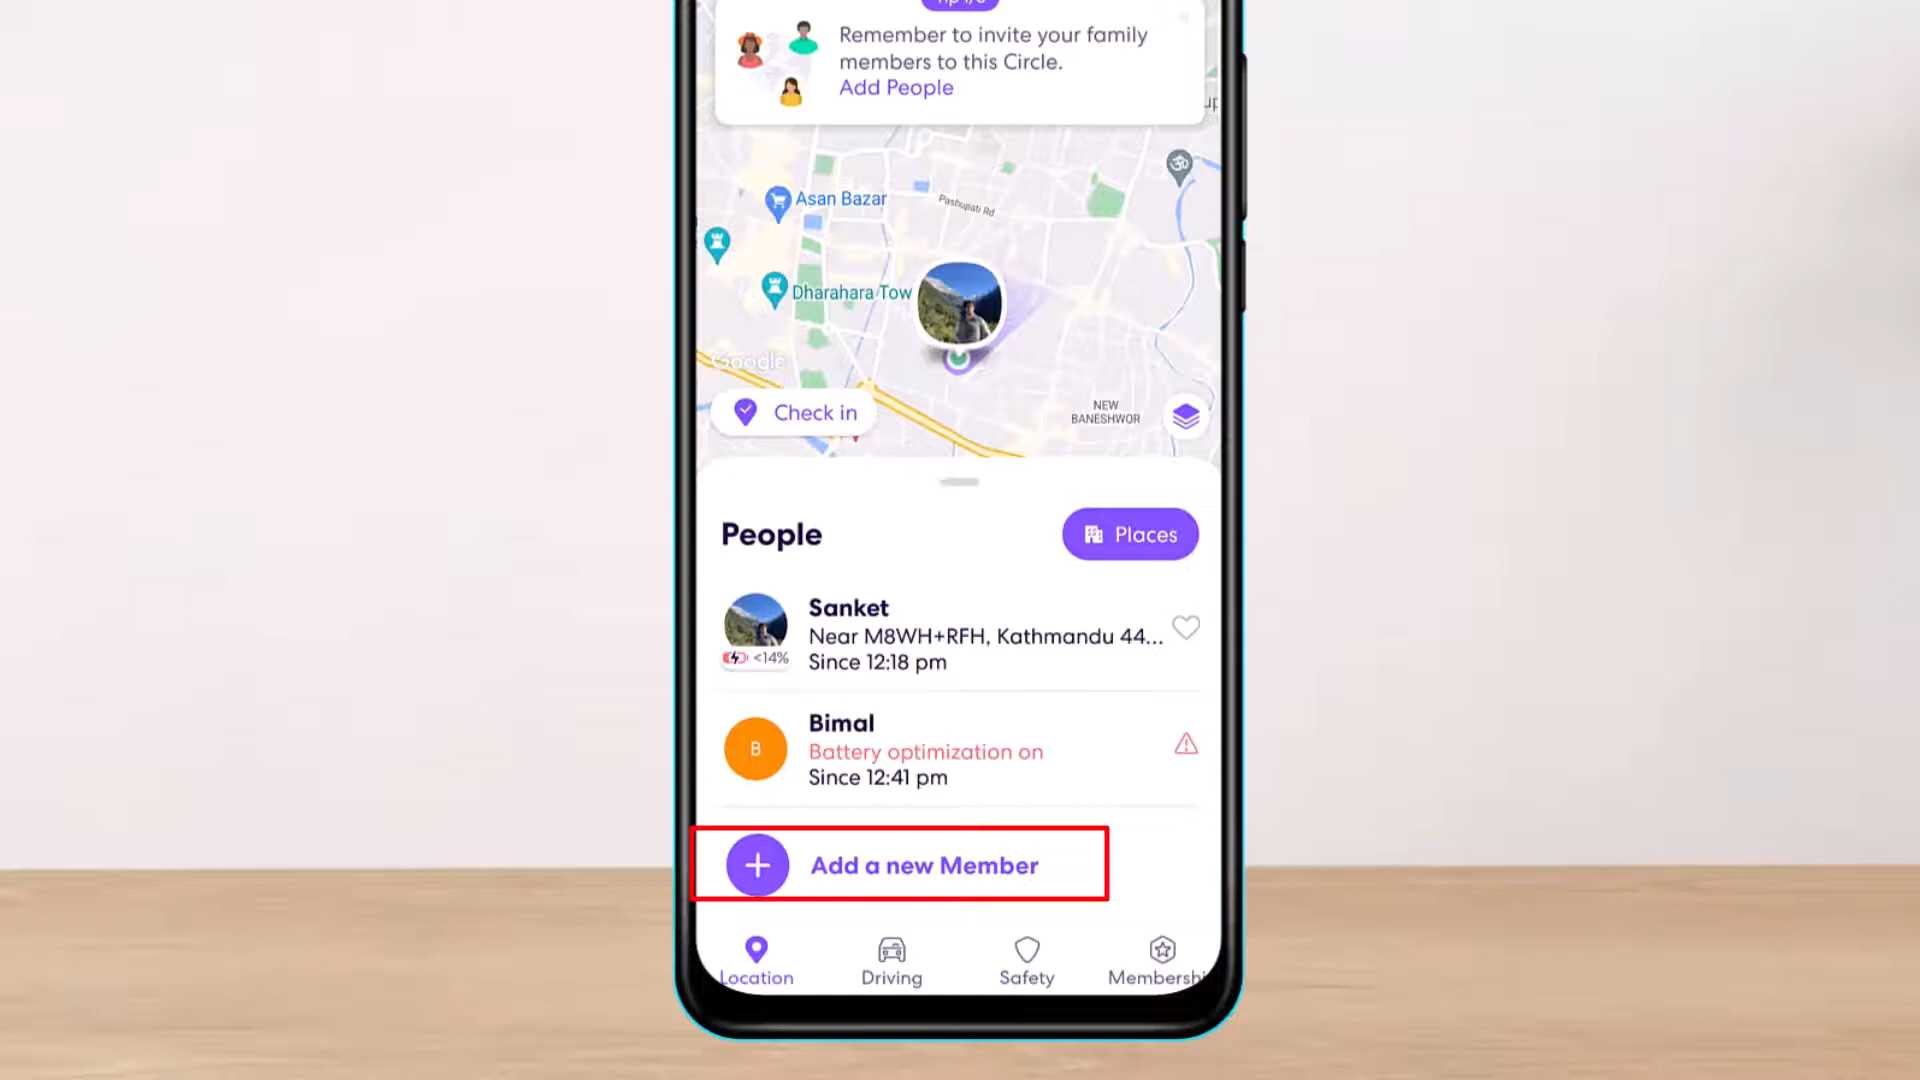 Remember to invite your family
members to this Circle.
Add People
Asan Bazar
Pashupati Rd
Dharahara Tow
Google
Check in
NEW
BANESHWOR
People
Places
Sanket
<14%
Near M8WH+RFH, Kathmandu 44...
Since 12:18 pm
Bimal
B
Battery optimization on
Since 12:41 pm
Add a new Member
Location
Driving
Safety
Membershi